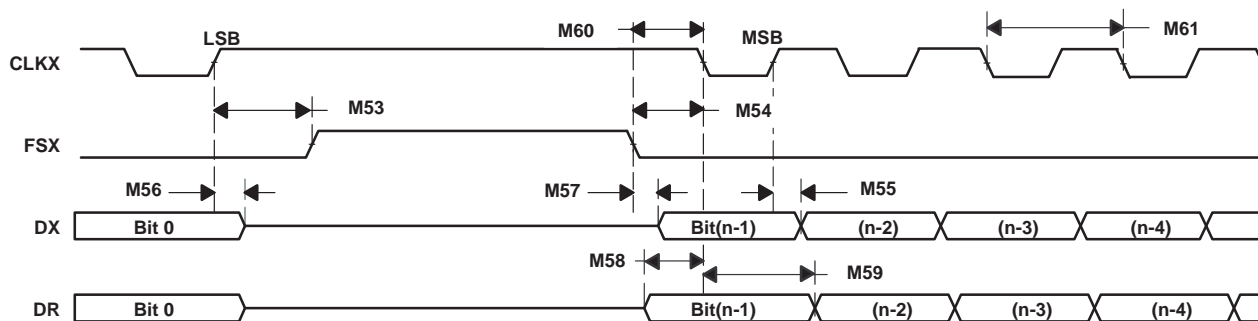 M60
LSB
MSB
M61
CLKX
M53
M54
FSX
M56
M57
M55
DX
Bit 0
Bit(n-1)
(n-2)
(n-3)
(n-4)
M58
M59
DR
Bit 0
Bit(n-1)
(n-2)
(n-3)
(n-4)